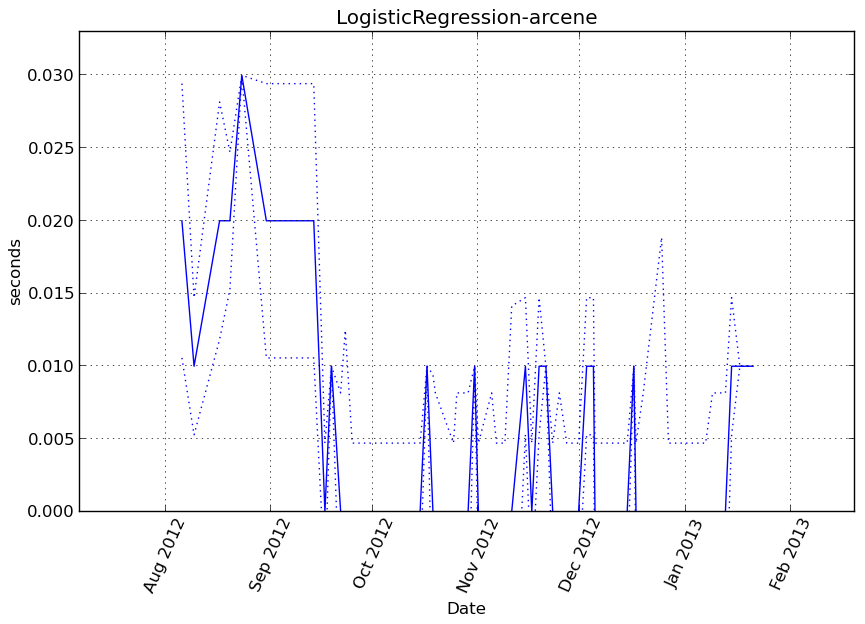 LogisticRegression-arcene
0.030
0.025
0.020
0.015
0.010
0.005
0.000
seconds
Aug 2012
Sep 2012
Oct 2012
Nov 2012
Dec 2012
Jan 2013
Feb 2013
Date